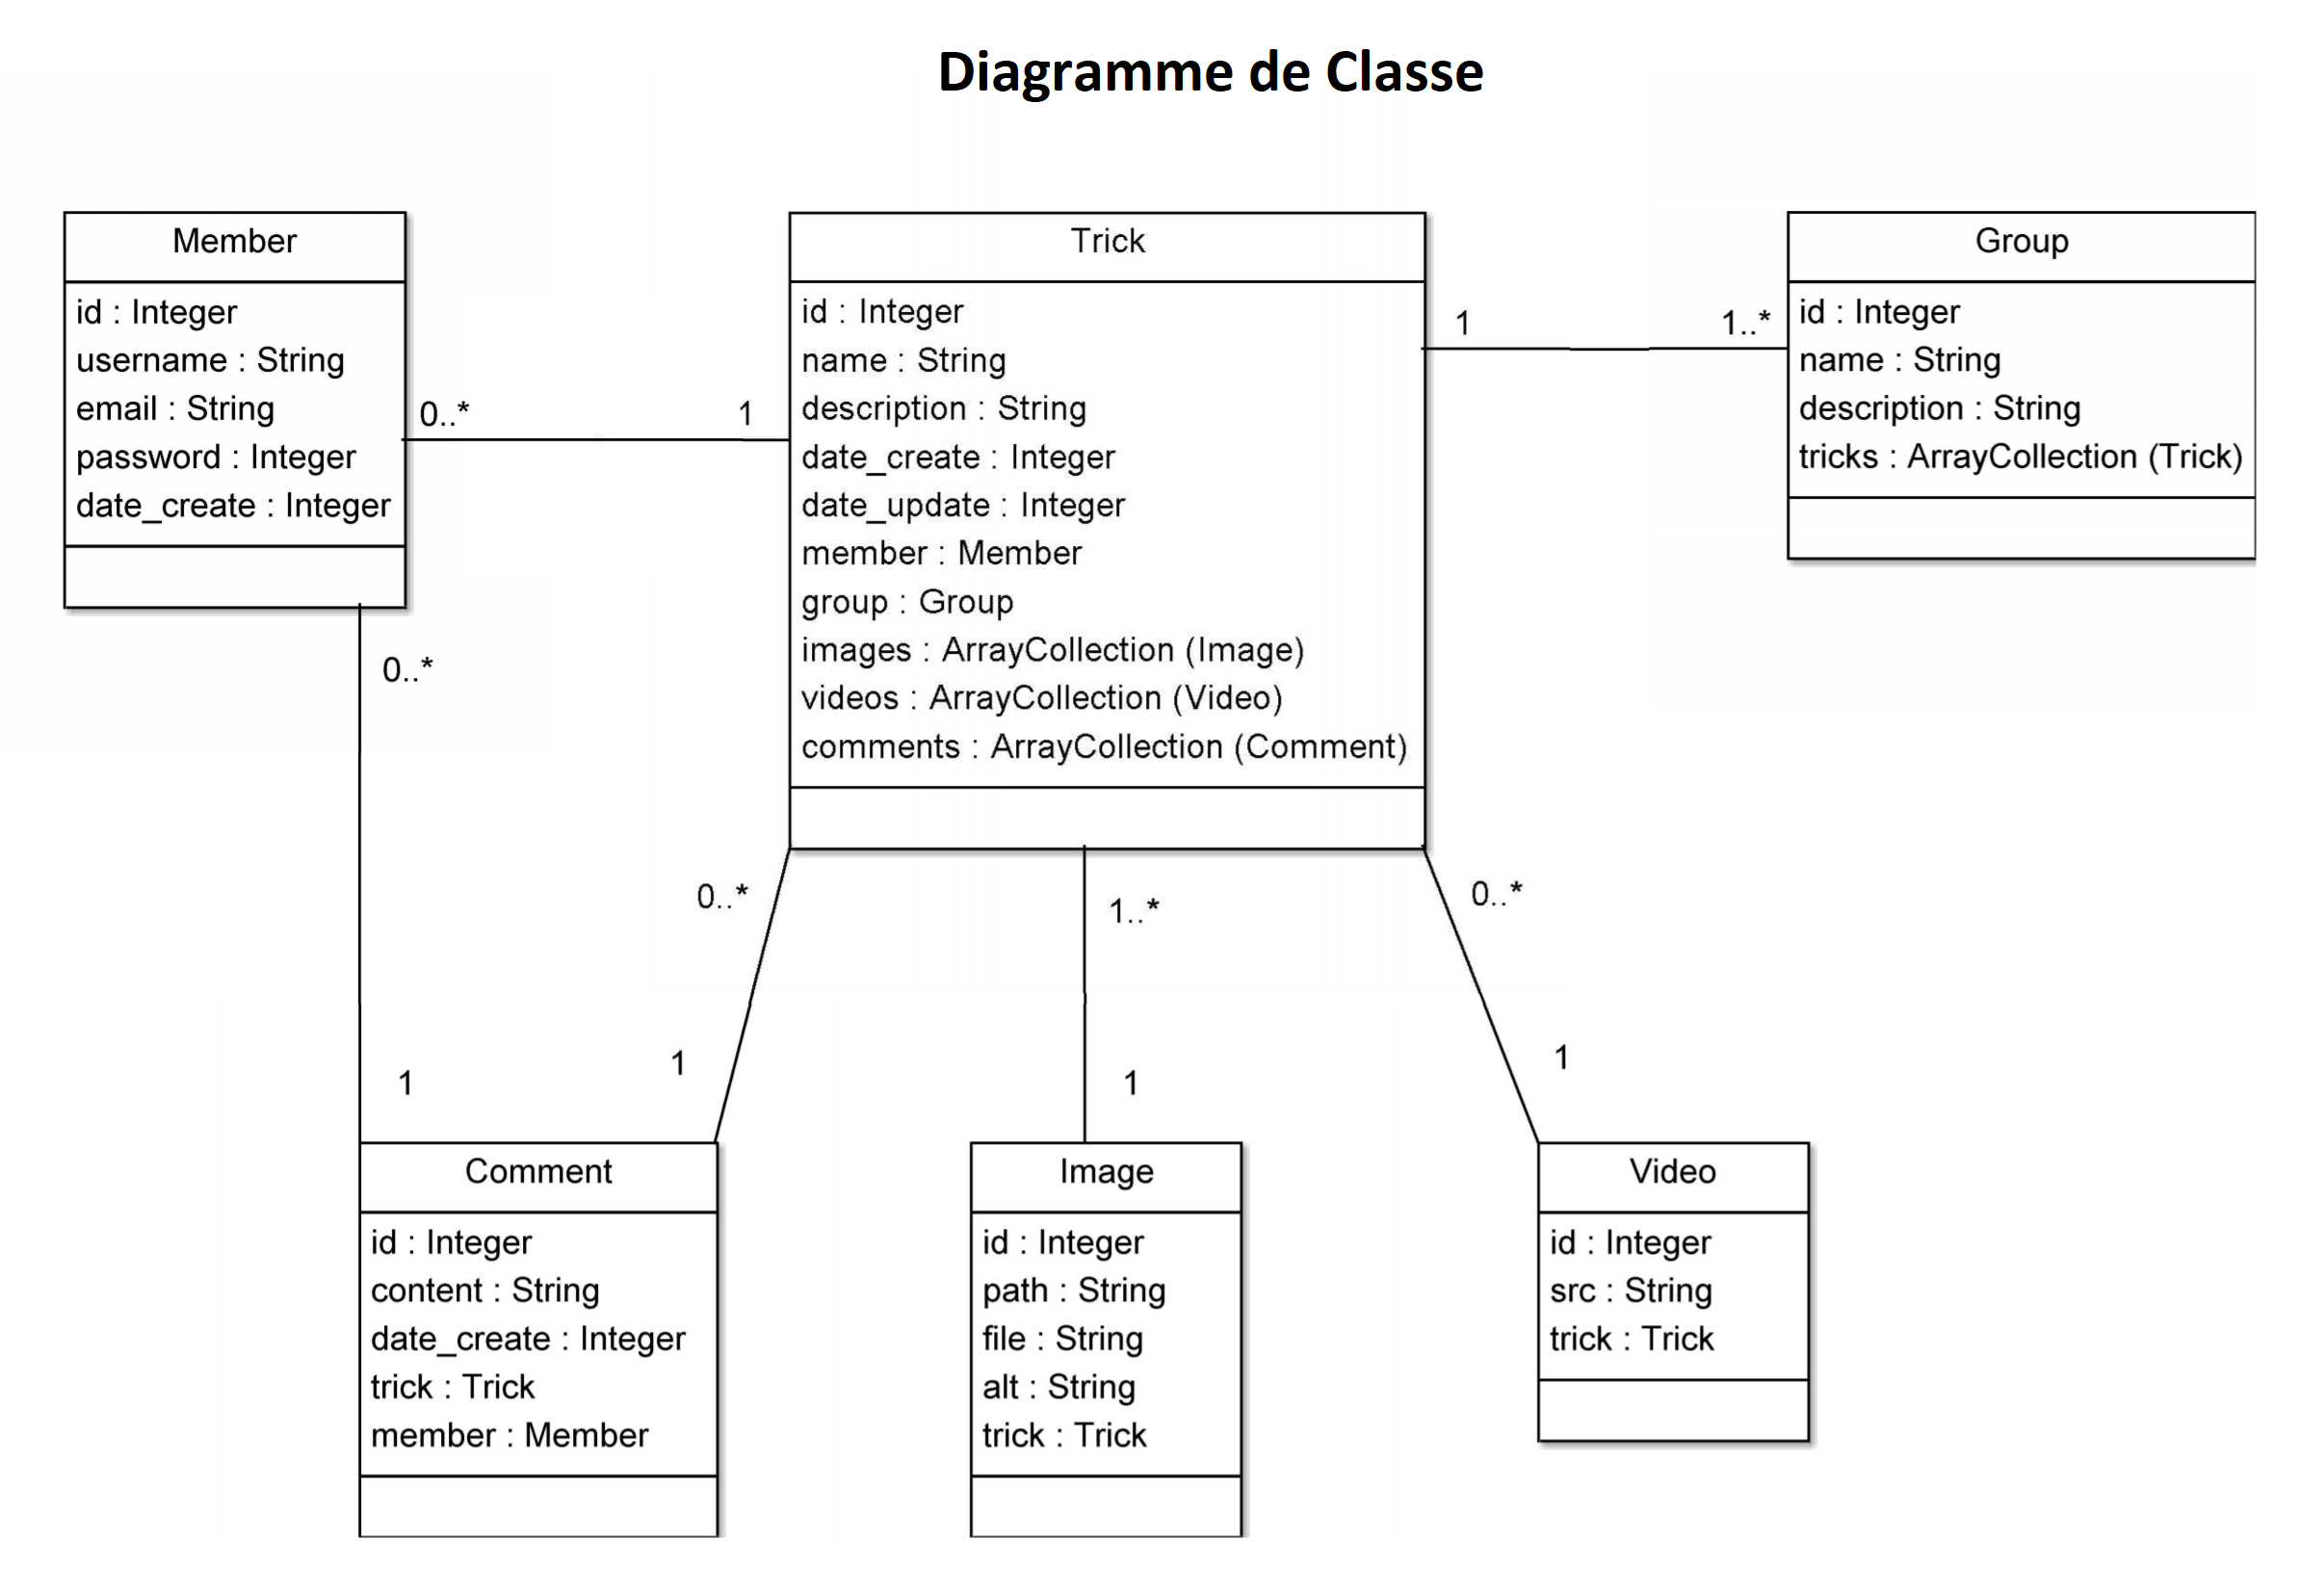 Diagramme de Classe
Member
id : Integer
username : String
email : String
password : Integer
date_create : Integer
0..*
1
Trick
id : Integer
name : String
description : String
date_create : Integer
date_update : Integer
member : Member
group : Group
images : ArrayCollection (Image)
videos : ArrayCollection (Video)
comments : ArrayCollection (Comment)
1
1..*
Group
id : Integer
name : String
description : String
tricks : ArrayCollection (Trick)
0..*
1
0..*
1
1..*
1
0..*
1
Comment
id : Integer
content : String
date_create : Integer
trick : Trick
member : Member
Image
id : Integer
path : String
file : String
alt : String
trick : Trick
Video
id : Integer
src : String
trick : Trick